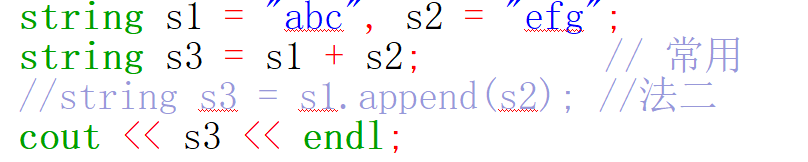 string s1 = "abc", s2 = "efg";
string s3 = s1 + s2; // 常用
//string s3 = s1.append(s2); //法二
cout << s3 << endl;